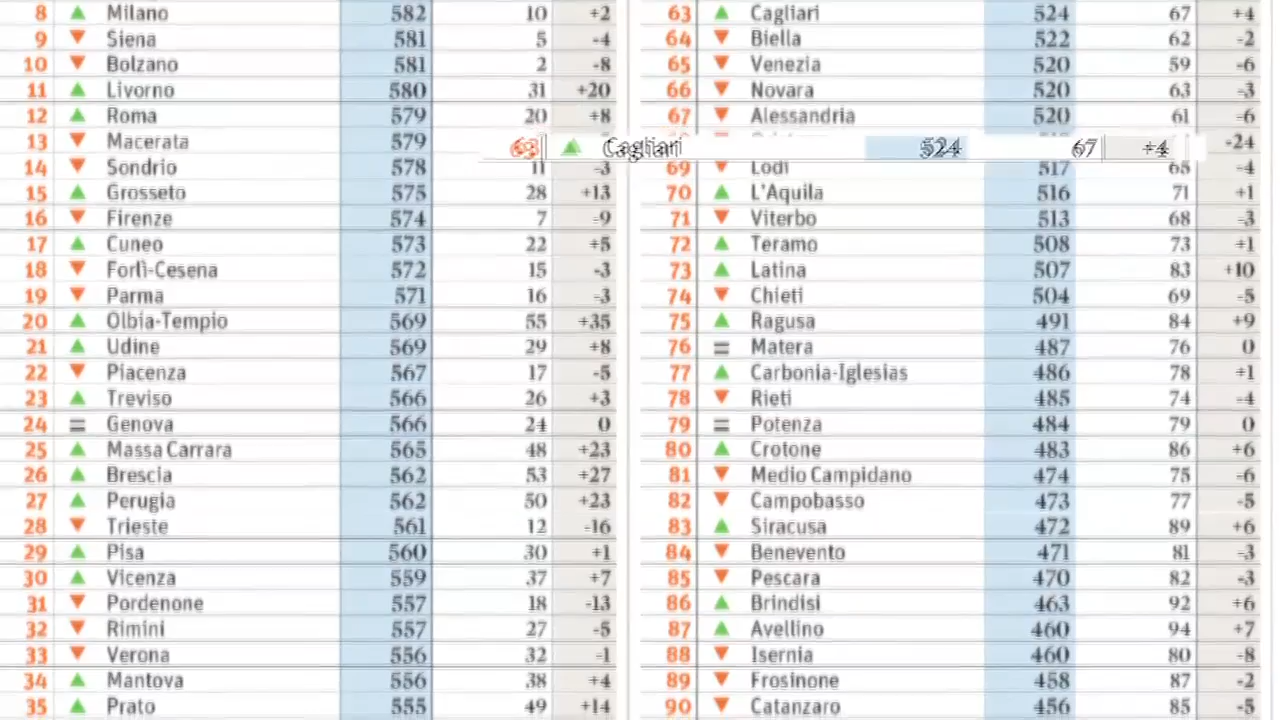 8 Milano 582 10 +2
9 Siena 581 5 -4
10 Bolzano 581 2 -8
11 Livorno 580 31 +20
12 Roma 579 20 +8
13 Macerata 579
14 Sondrio 578 11 -3
15 Grosseto 575 28 +13
16 Firenze 574 7 -9
17 Cuneo 573 22 +5
18 Forlì-Cesena 572 15 -3
19 Parma 571 16 -3
20 Olbia-Tempio 569 55 +35
21 Udine 569 29 +8
22 Piacenza 567 17 -5
23 Treviso 566 26 +3
24 = Genova 566 24 0
25 Massa Carrara 565 48 +23
26 Brescia 562 53 +27
27 Perugia 562 50 +23
28 Trieste 561 12 -16
29 Pisa 560 30 +1
30 Vicenza 559 37 +7
31 Pordenone 557 18 -13
32 Rimini 557 27 -5
33 Verona 556 32 -1
34 Mantova 556 38 +4
35 Prato 555 49 +14
63 Cagliari 524 67 +4
64 Biella 522 62 -2
65 Venezia 520 59 -6
66 Novara 520 63 -3
67 Alessandria 520 61 -6
63 Cagliari 524 67 +4
-24
69 Lodi 517 65 -4
70 L'Aquila 516 71 +1
71 Viterbo 513 68 -3
72 Teramo 508 73 +1
73 Latina 507 83 +10
74 Chieti 504 69 -5
75 Ragusa 491 84 +9
76 = Matera 487 76 0
77 Carbonia-Iglesias 486 78 +1
78 Rieti 485 74 -4
79 = Potenza 484 79 0
80 Crotone 483 86 +6
81 Medio Campidano 474 75 -6
82 Campobasso 473 77 -5
83 Siracusa 472 89 +6
84 Benevento 471 81 -3
85 Pescara 470 82 -3
86 Brindisi 463 92 +6
87 Avellino 460 94 +7
88 Isernia 460 80 -8
89 Frosinone 458 87 -2
90 Catanzaro 456 85 -5